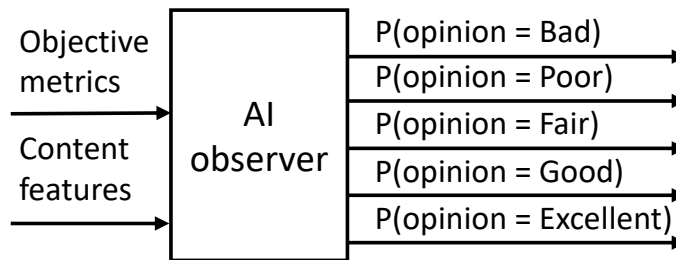 Objective
metrics
Content
features
AI
observer
P(opinion = Bad)
P(opinion = Poor)
P(opinion = Fair)
P(opinion = Good)
P(opinion = Excellent)